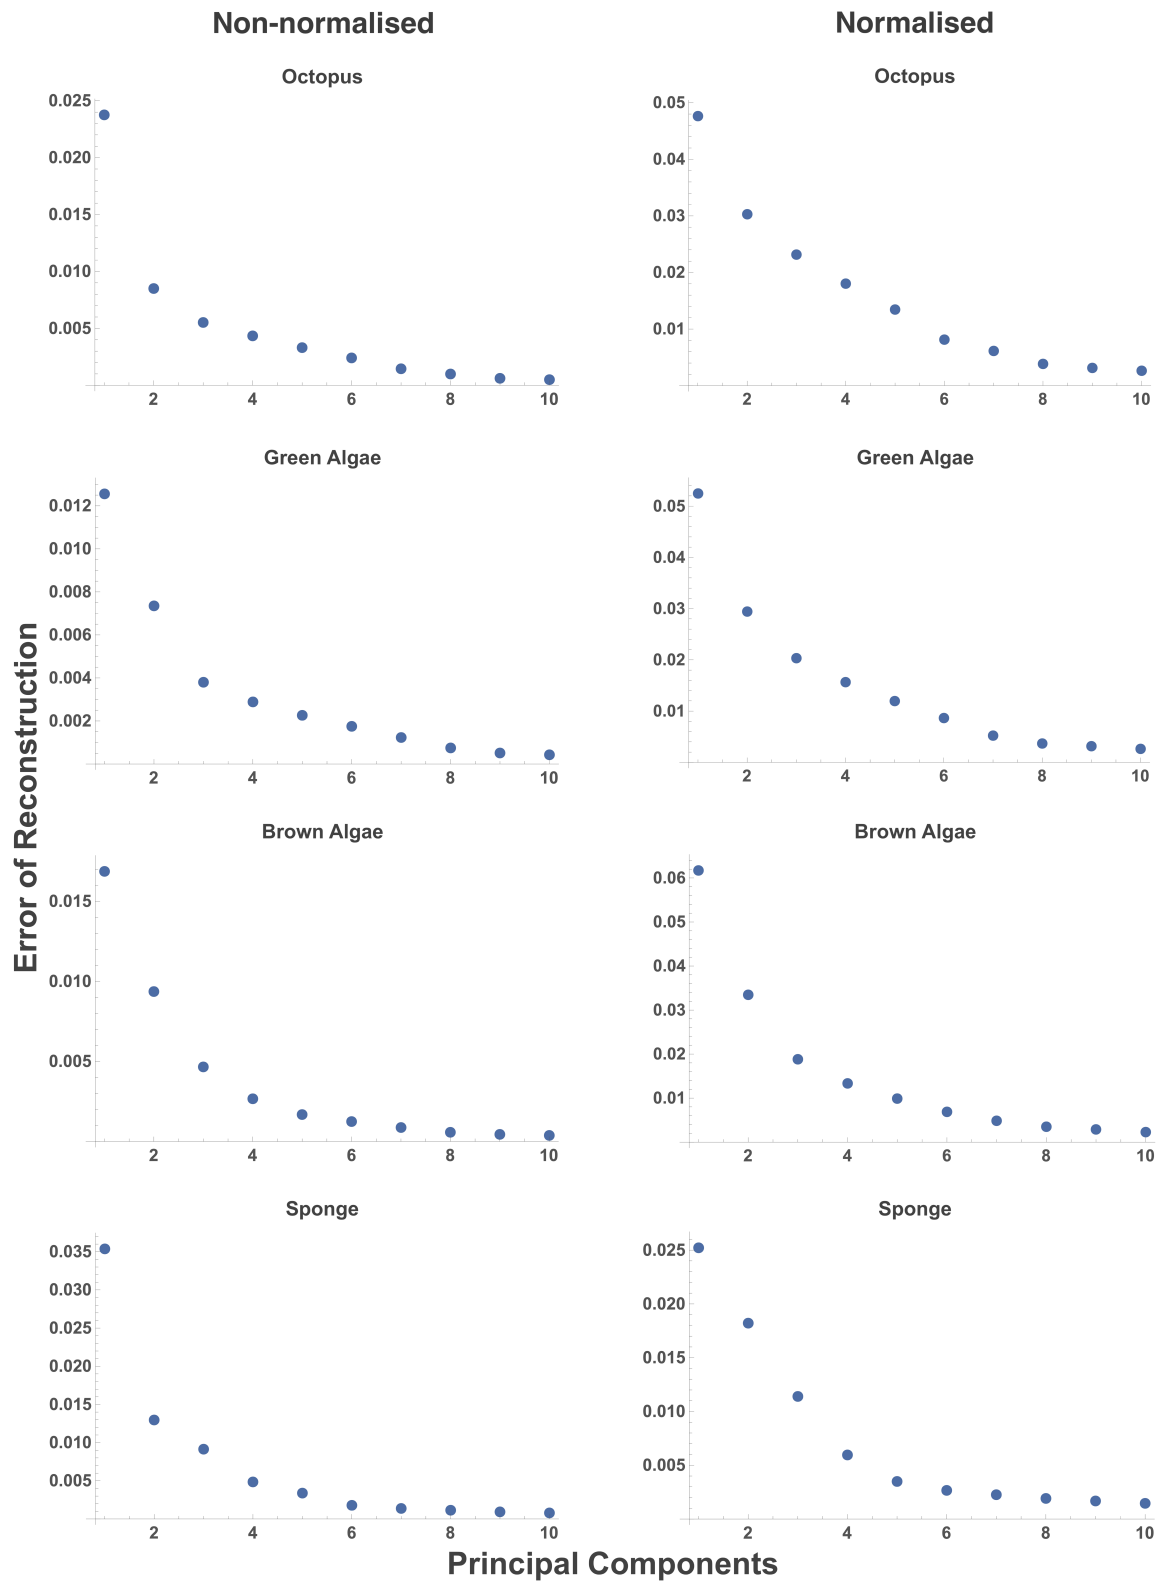 Non-normalised
Normalised
Octopus
0.025
0.020
0.015
0.010
0.005
2 4 6 8 10
Octopus
0.05
0.04
0.03
0.02
0.01
2 4 6 8 10
Green Algae
0.012
0.010
0.008
0.006
0.004
0.002
2 4 6 8 10
Green Algae
0.05
0.04
0.03
0.02
0.01
2 4 6 8 10
Error of Reconstruction
Brown Algae
0.015
0.010
0.005
2 4 6 8 10
Brown Algae
0.06
0.05
0.04
0.03
0.02
0.01
2 4 6 8 10
Sponge
0.035
0.030
0.025
0.020
0.015
0.010
0.005
2 4 6 8 10
Sponge
0.025
0.020
0.015
0.010
0.005
2 4 6 8 10
Principal Components